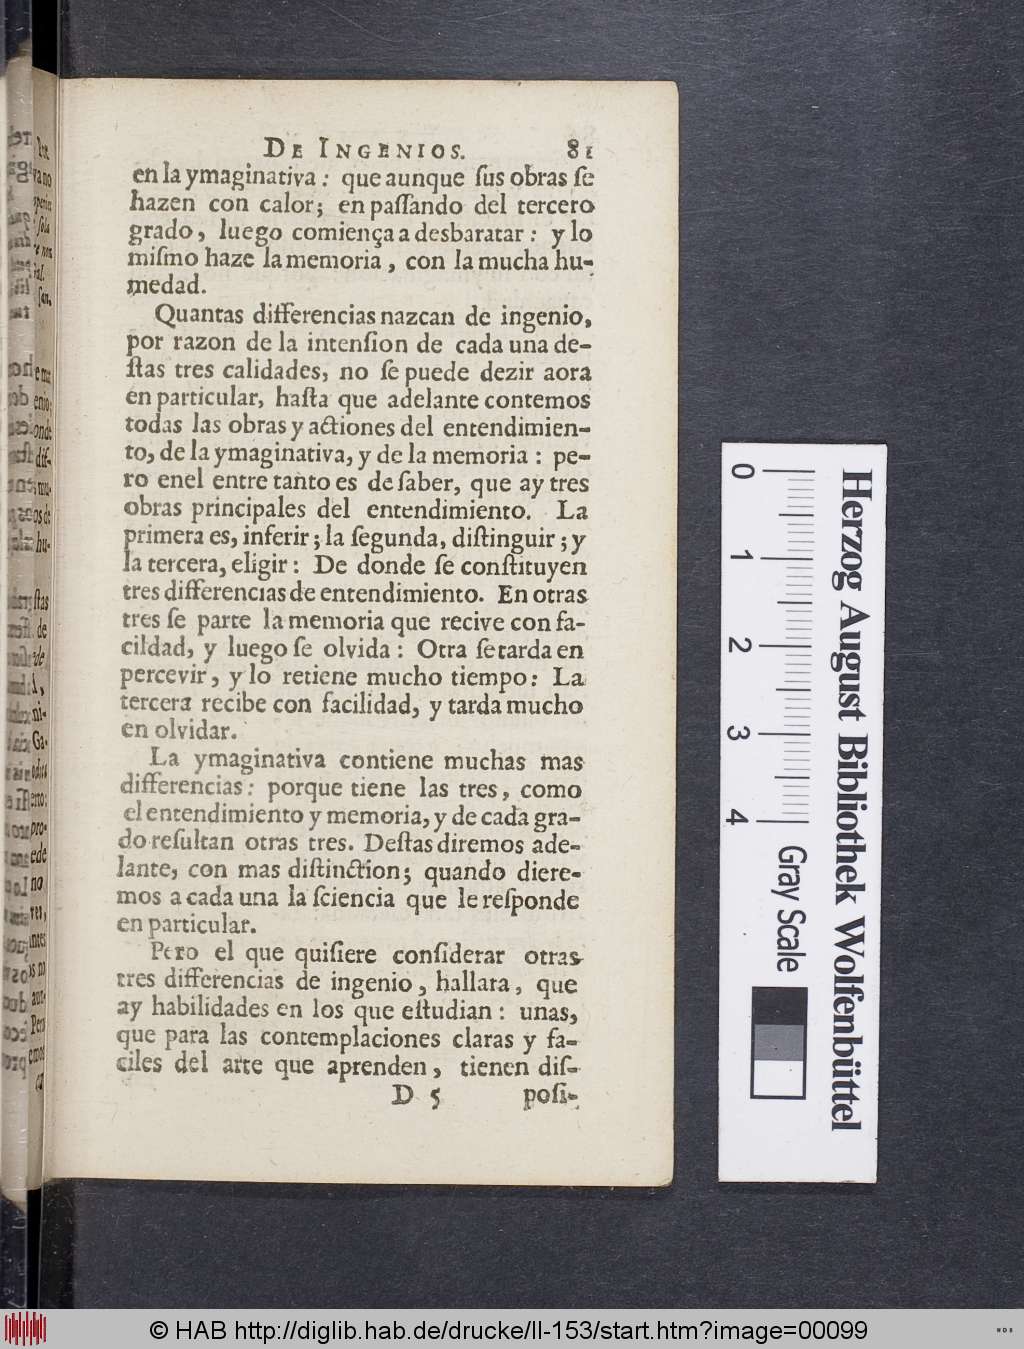 DE INGENIOS. 81
en la ymaginativa : que aunque ſus obras ſe
hazen con calor; en paſſando del tercero
grado, luego comiença a desbaratar : y lo
miſmo haze la memoria, con la mucha hu-
medad.
Quantas differencias nazcan de ingenio,
por razon de la intenſion de cada una de-
ſtas tres calidades, no ſe puede dezir aora
en particular, haſta que adelante contemos
todas las obras y actiones del entendimien-
to, de la ymaginativa, y de la memoria : pe-
ro enel entre tanto es de ſaber, que ay tres
obras principales del entendimiento. La
primera es, inferir ; la ſegunda, diſtinguir ; y
la tercera, eligir : De donde ſe conſtituyen
tres differencias de entendimiento. En otras
tres ſe parte la memoria que recive con fa-
cildad, y luego ſe olvida : Otra ſe tarda en
percevir, y lo retiene mucho tiempo: La
tercera recibe con facilidad, y tarda mucho
en olvidar.
La ymaginativa contiene muchas mas
differencias: porque tiene las tres, como
el entendimiento y memoria, y de cada gra-
do reſultan otras tres. Deſtas diremos ade-
lante, con mas diſtinction; quando diere-
mos a cada una la ſciencia que le reſponde
en particular.
Pero el que quiſiere conſiderar otras
tres differencias de ingenio, hallara, que
ay habilidades en los que eſtudian : unas,
que para las contemplaciones claras y fa-
ciles del arte que aprenden, tienen diſ-
D 5 poſi-
0 1 2 3 4 Gray Scale
Herzog August Bibliothek Wolfenbüttel
© HAB http://diglib.hab.de/drucke/ll-153/start.htm?image=00099